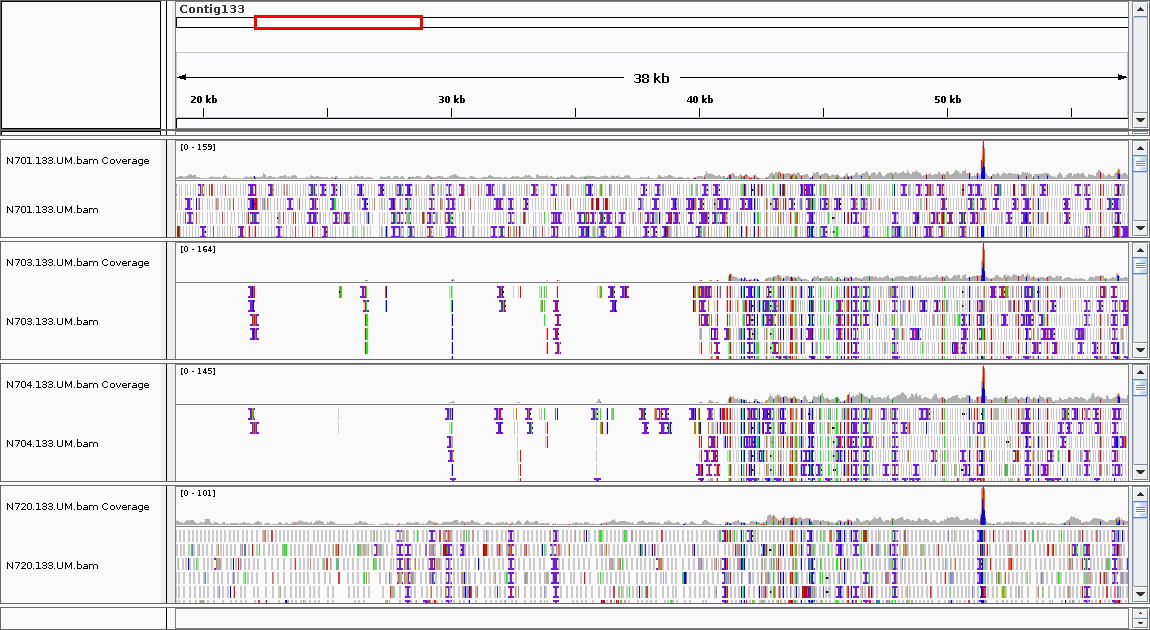 Contig133
38 kb
20 kb 30 kb 40 kb 50 kb
[0 - 159]
N701.133.UM.bam Coverage
N701.133.UM.bam
[0 - 164]
N703.133.UM.bam Coverage
N703.133.UM.bam
[0 - 145]
N704.133.UM.bam Coverage
N704.133.UM.bam
[0 - 101]
N720.133.UM.bam Coverage
N720.133.UM.bam